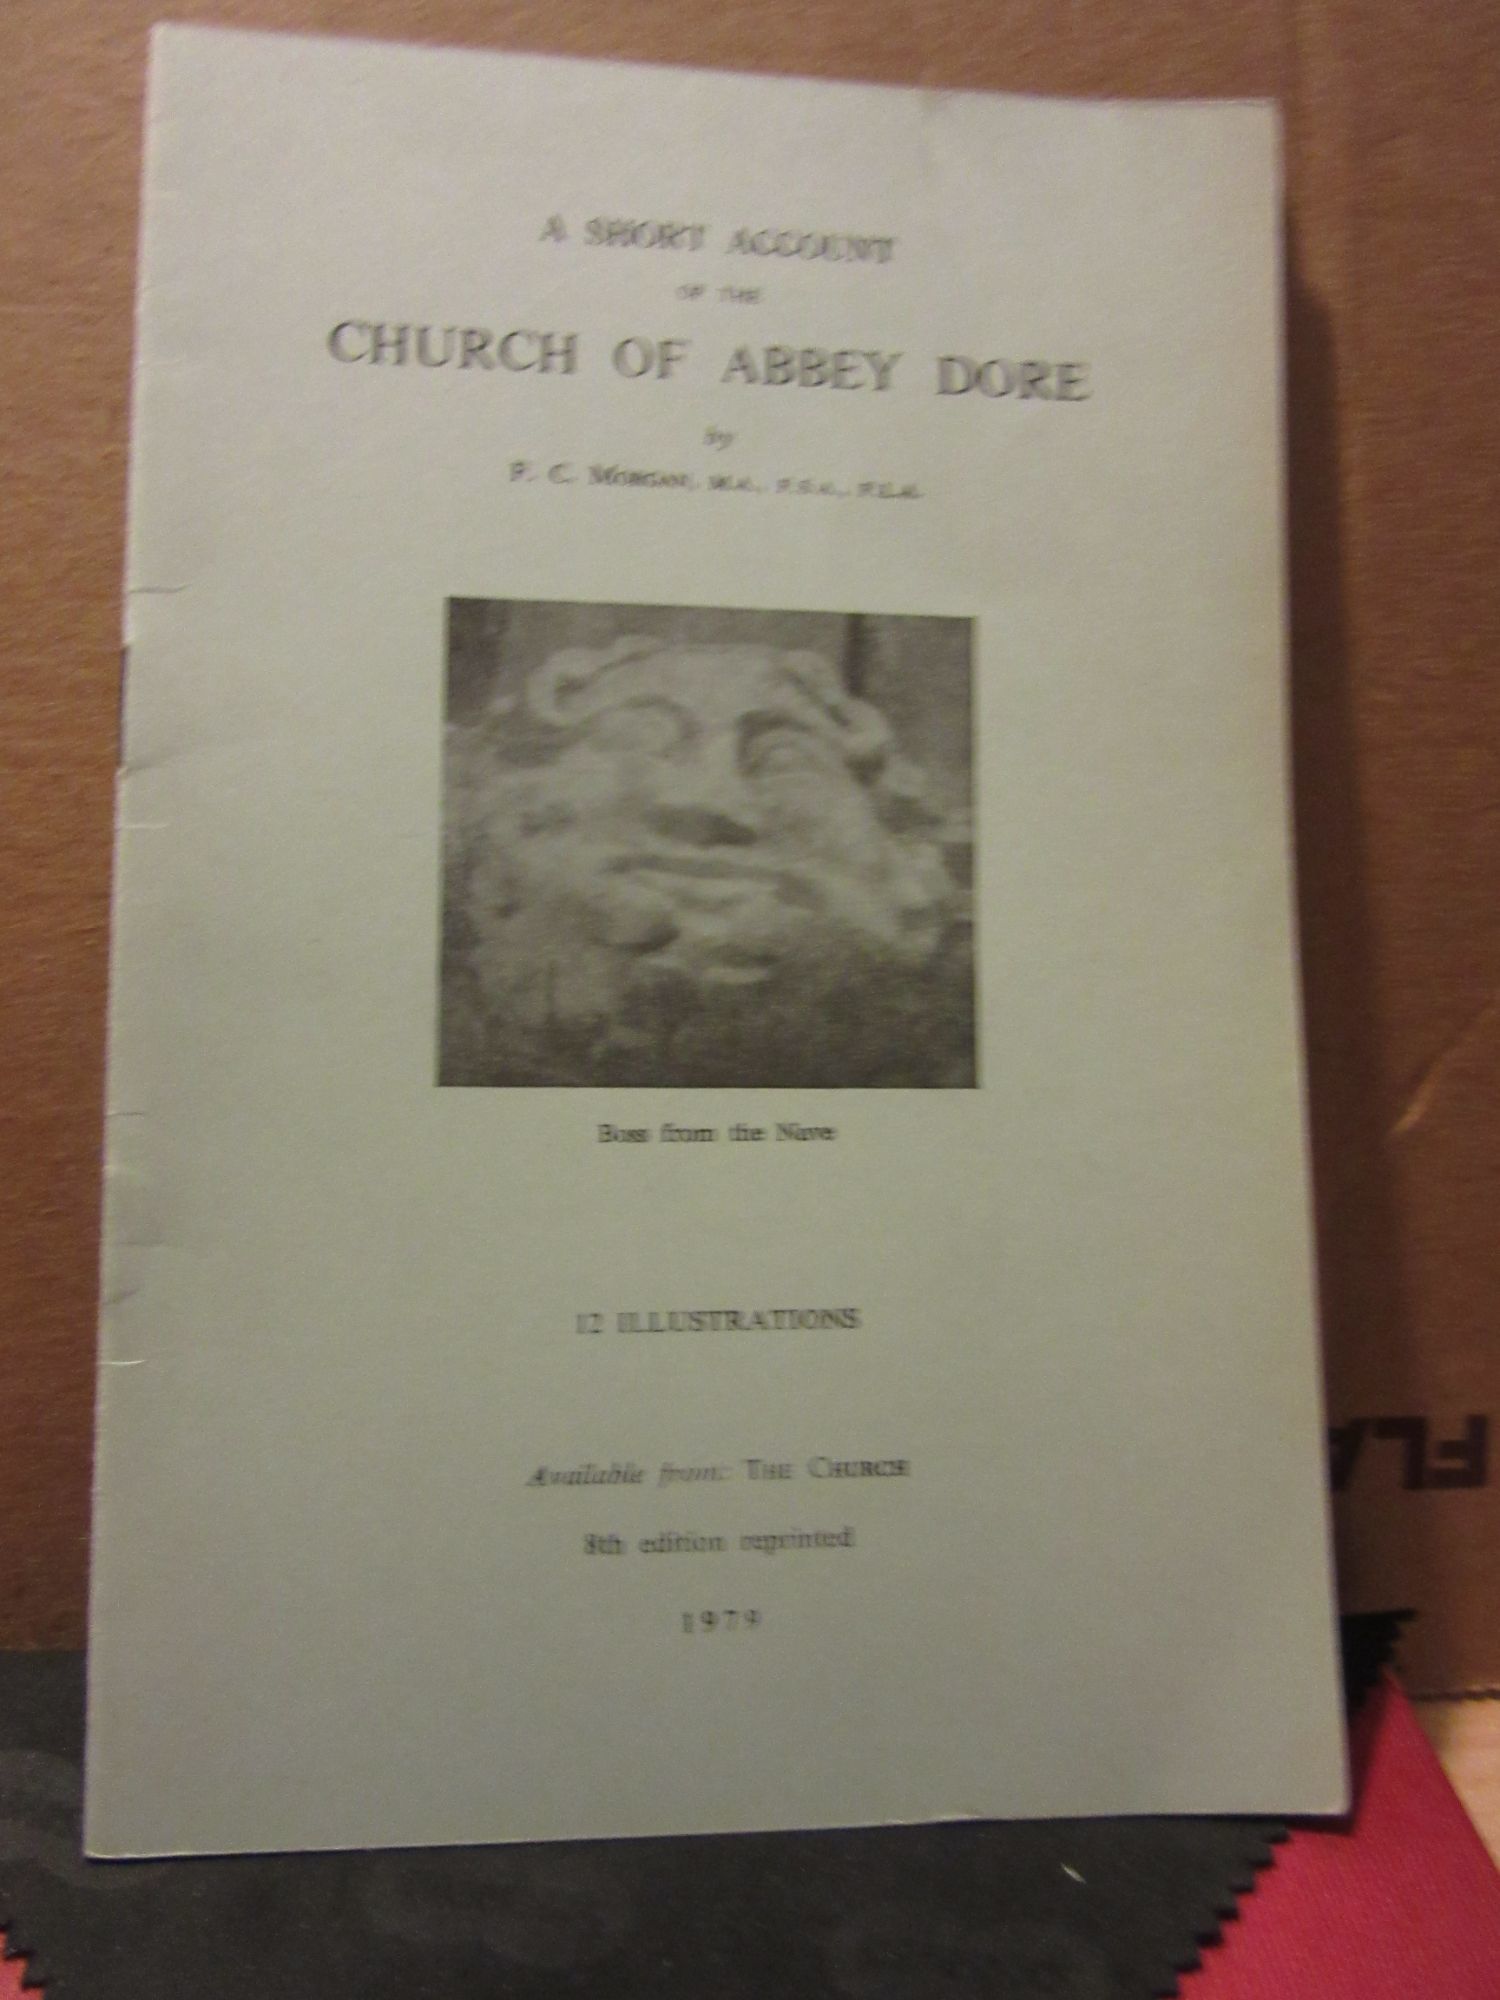 A SHORT ACCOUNT
OF THE
CHURCH OF ABBEY DORE
by
F. C. MORGAN, M.A., F.S.A., F.L.A.
Boss from the Nave
12 ILLUSTRATIONS
Available from: THE CHURCH
8th edition reprinted
1979
FLA